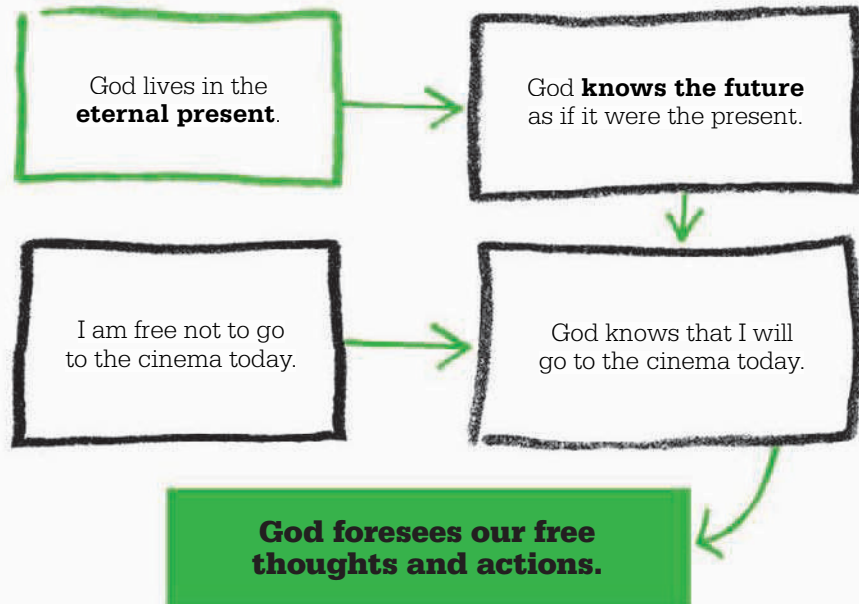 God lives in the
eternal present.
God knows the future
as if it were the present.
I am free not to go
to the cinema today.
God knows that I will
go to the cinema today.
God foresees our free
thoughts and actions.